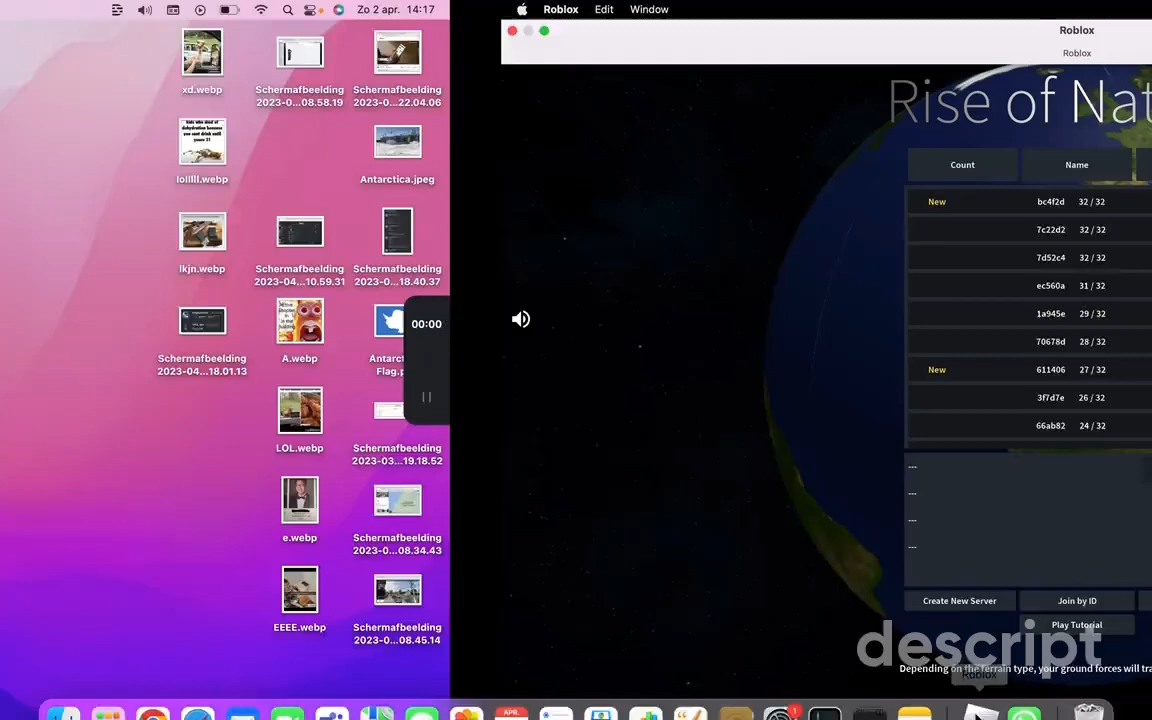 Zo 2 apr. 14:17
Roblox Edit Window
Roblox
Roblox
xd.webp
Schermafbeelding
2023-0...08.58.19
Schermafbeelding
2023-0...22.04.06
lolllll.webp
Antarctica.jpeg
lkjn.webp
Schermafbeelding
2023-04...10.59.31
Schermafbeelding
2023-0...18.40.37
Schermafbeelding
2023-04...18.01.13
A.webp
Antarct
Flag.p
00:00
LOL.webp
Schermafbeelding
2023-03...19.18.52
e.webp
Schermafbeelding
2023-0...08.34.43
EEEE.webp
Schermafbeelding
2023-0...08.45.14
Rise of Nat
Count Name
New bc4f2d 32 / 32
7c22d2 32 / 32
7d52c4 32 / 32
ec560a 31 / 32
1a945e 29 / 32
70678d 28 / 32
New 611406 27 / 32
3f7d7e 26 / 32
66ab82 24 / 32
---
---
---
---
Create New Server Join by ID
Play Tutorial
descript
Depending on the terrain type, your ground forces will tra
Roblox
APR.
1